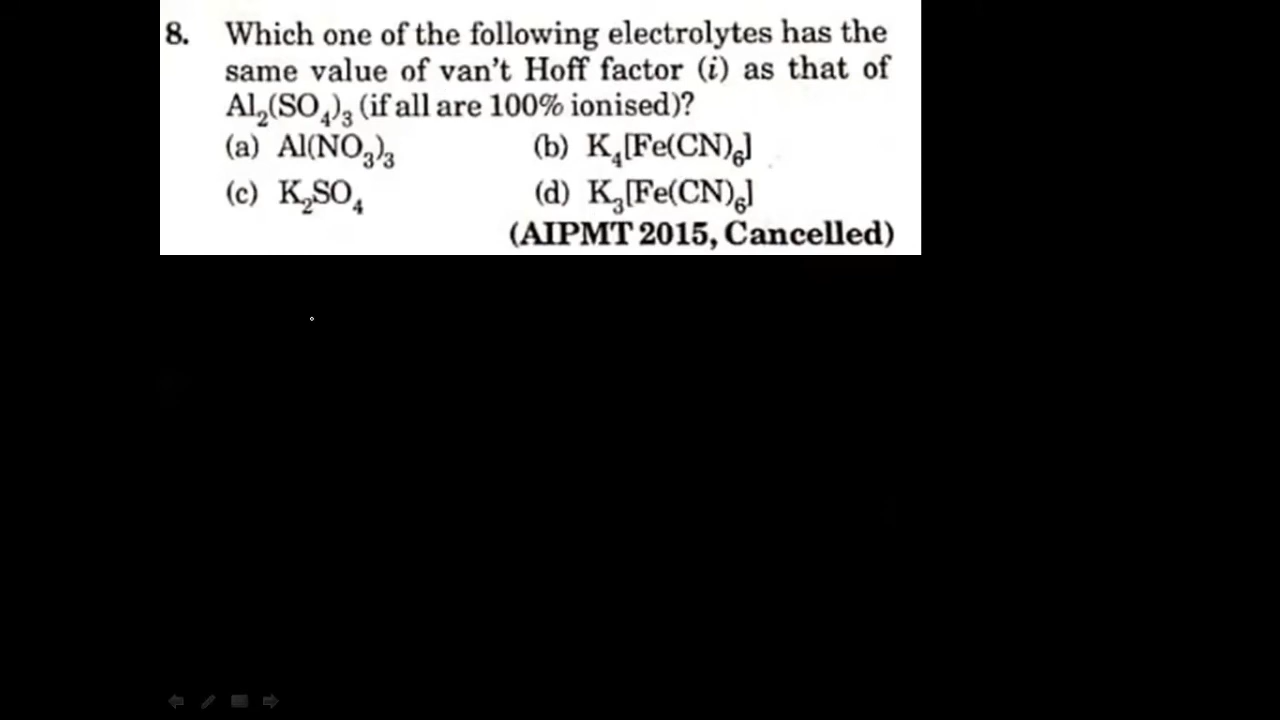 8. Which one of the following electrolytes has the
same value of van't Hoff factor (i) as that of
Al₂(SO₄)₃ (if all are 100% ionised)?
(a) Al(NO₃)₃ (b) K₄[Fe(CN)₆]
(c) K₂SO₄ (d) K₃[Fe(CN)₆]
(AIPMT 2015, Cancelled)